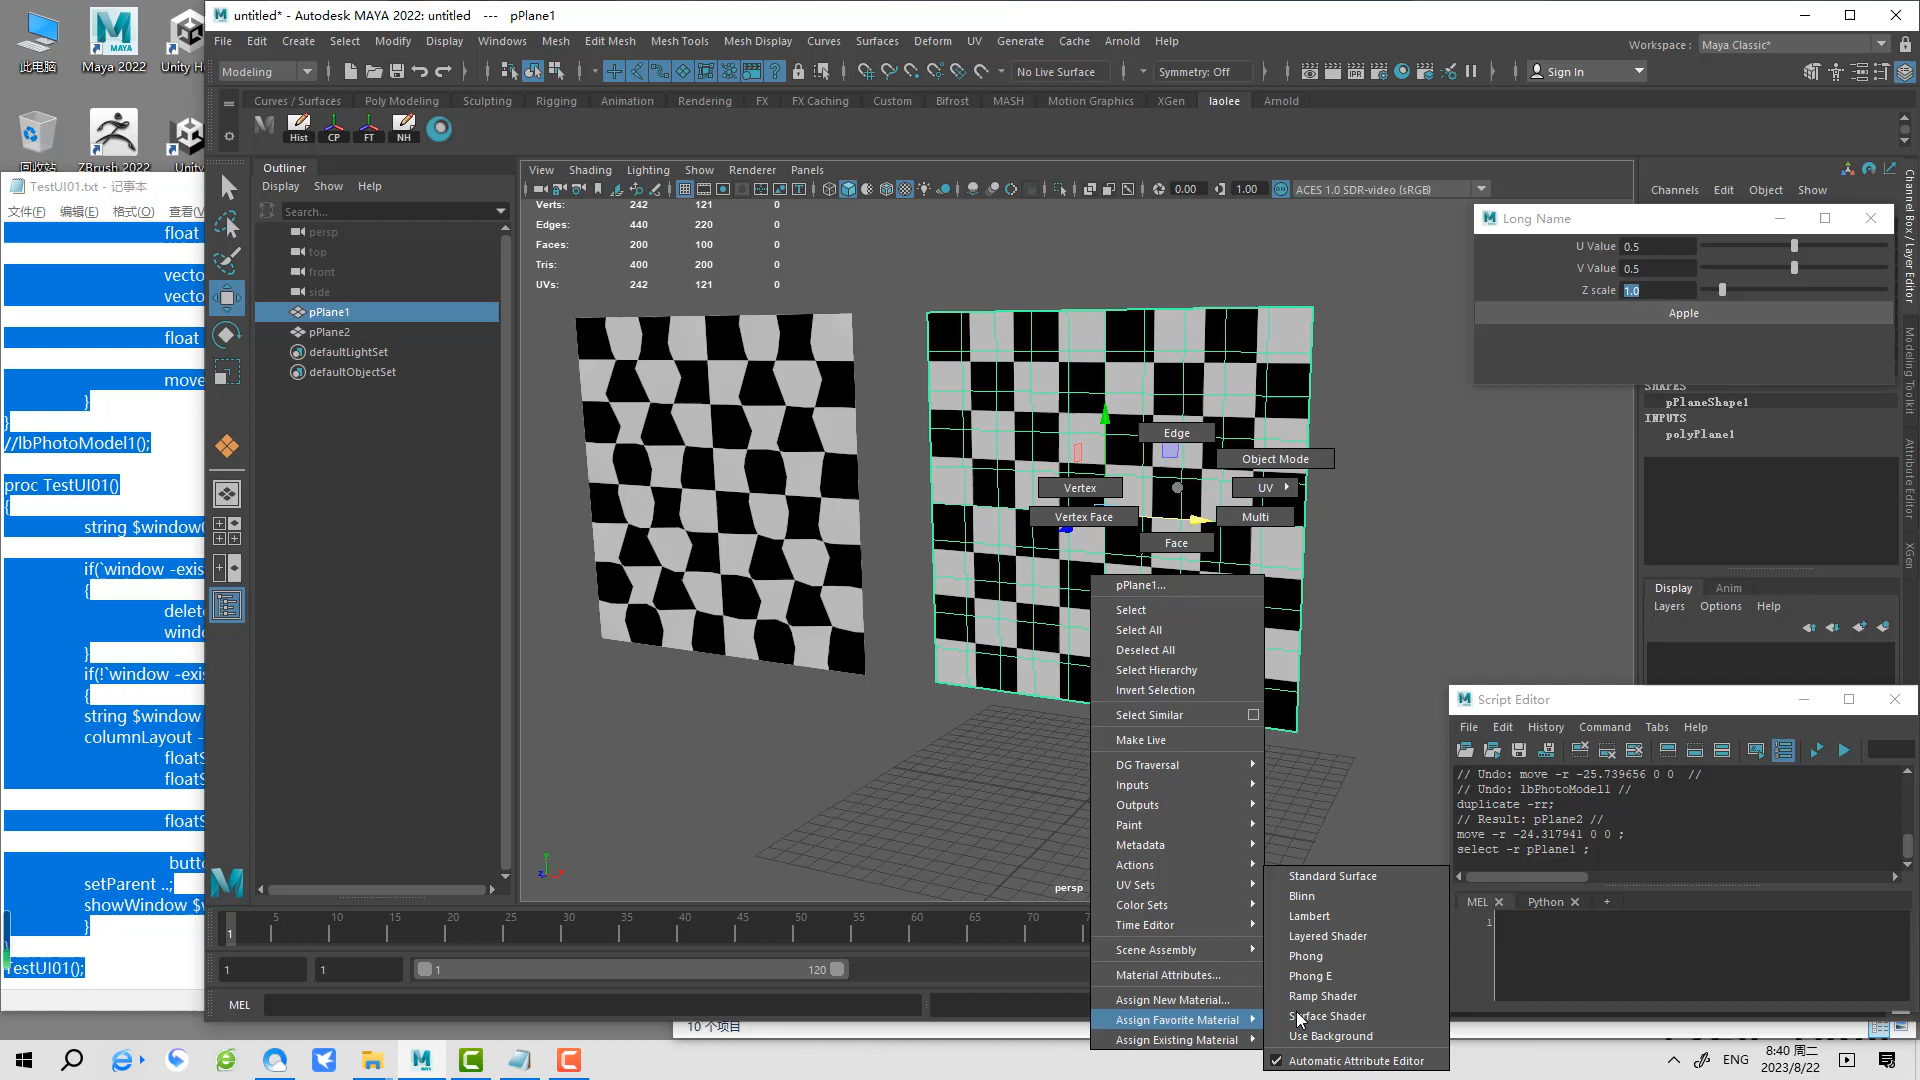 untitled* - Autodesk MAYA 2022: untitled   ---   pPlane1
File Edit Create Select Modify Display Windows Mesh Edit Mesh Mesh Tools Mesh Display Curves Surfaces Deform UV Generate Cache Arnold Help
Workspace : Maya Classic*
Modeling No Live Surface Symmetry: Off Sign In
Curves / Surfaces Poly Modeling Sculpting Rigging Animation Rendering FX FX Caching Custom Bifrost MASH Motion Graphics XGen laolee Arnold
Hist CP FT NH
此电脑
Maya 2022
Unity H
回收站
ZBrush 2022
Unity
TestUI01.txt - 记事本
文件(F) 编辑(E) 格式(O) 查看(V
float
vecto
vecto
float
move
}
}
//lbPhotoModel1();
proc TestUI01()
{
string $window(
if(`window -exis
{
delete
windo
}
if(!`window -exis
{
string $window
columnLayout -
floatS
floatS
floatS
butto
setParent ..;
showWindow $w
}
TestUI01();
Outliner
Display Show Help
Search...
persp
top
front
side
pPlane1
pPlane2
defaultLightSet
defaultObjectSet
View Shading Lighting Show Renderer Panels
0.00 1.00 ACES 1.0 SDR-video (sRGB)
Verts: 242 121 0
Edges: 440 220 0
Faces: 200 100 0
Tris: 400 200 0
UVs: 242 121 0
Edge
Object Mode
Vertex
UV
Vertex Face
Multi
Face
pPlane1...
Select
Select All
Deselect All
Select Hierarchy
Invert Selection
Select Similar
Make Live
DG Traversal
Inputs
Outputs
Paint
Metadata
Actions
UV Sets
Color Sets
Time Editor
Scene Assembly
Material Attributes...
Assign New Material...
Assign Favorite Material
Assign Existing Material
Standard Surface
Blinn
Lambert
Layered Shader
Phong
Phong E
Ramp Shader
Surface Shader
Use Background
Automatic Attribute Editor
persp
Channels Edit Object Show
Long Name
U Value 0.5
V Value 0.5
Z scale 1.0
Apple
SHAPES
pPlaneShape1
INPUTS
polyPlane1
Channel Box / Layer Editor
Modeling Toolkit
Attribute Editor
XGen
Display Anim
Layers Options Help
Script Editor
File Edit History Command Tabs Help
// Undo: move -r -25.739656 0 0  //
// Undo: lbPhotoModel1 //
duplicate -rr;
// Result: pPlane2 //
move -r -24.317941 0 0 ;
select -r pPlane1 ;
MEL Python +
1
1 5 10 15 20 25 30 35 40 45 50 55 60 65 70 75
1 1 1 120
MEL
10 个项目
ENG
8:40 周二
2023/8/22